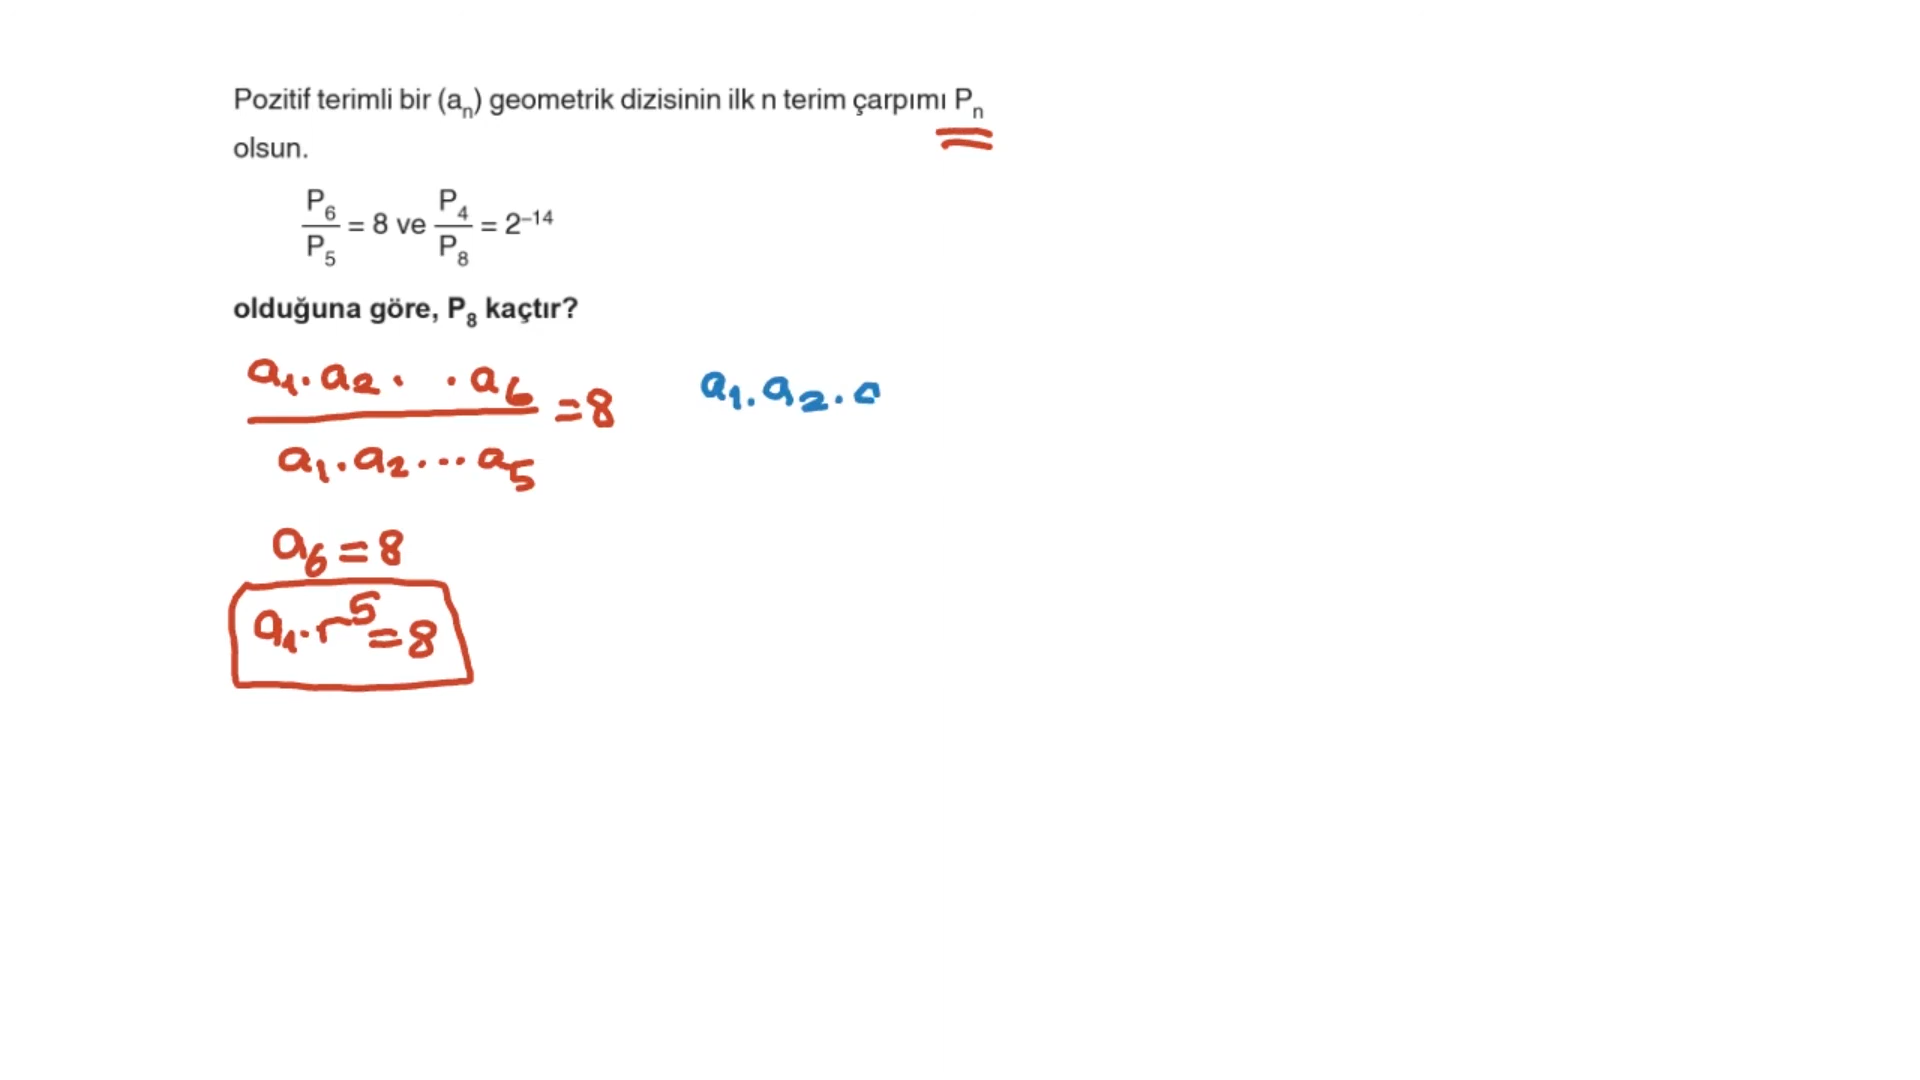 Pozitif terimli bir (aₙ) geometrik dizisinin ilk n terim çarpımı Pₙ
olsun.
P₆/P₅ = 8 ve P₄/P₈ = 2⁻¹⁴
olduğuna göre, P₈ kaçtır?
a₁.a₂. .a₆ / a₁.a₂...a₅ =8
a₁.a₂.
a₆=8
a₁.r⁵=8